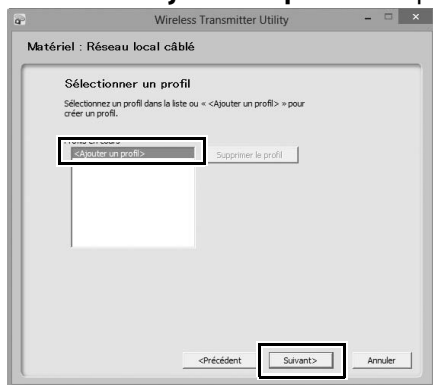 Wireless Transmitter Utility
Matériel : Réseau local câblé
Sélectionner un profil
Sélectionnez un profil dans la liste ou « <Ajouter un profil> » pour
créer un profil.
<Ajouter un profil>
Supprimer le profil
<Précédent
Suivant>
Annuler